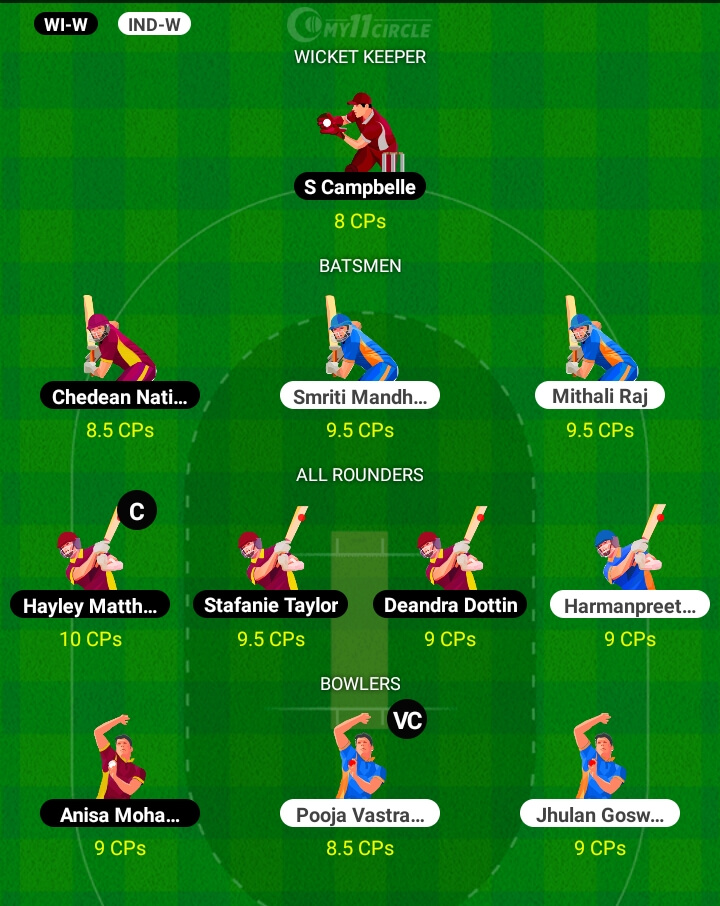 WI-W IND-W
MY11CIRCLE
WICKET KEEPER
S Campbelle
8 CPs
BATSMEN
Chedean Nati... Smriti Mandh... Mithali Raj
8.5 CPs 9.5 CPs 9.5 CPs
ALL ROUNDERS
C
Hayley Matth... Stafanie Taylor Deandra Dottin Harmanpreet...
10 CPs 9.5 CPs 9 CPs 9 CPs
BOWLERS
VC
Anisa Moha... Pooja Vastra... Jhulan Gosw...
9 CPs 8.5 CPs 9 CPs